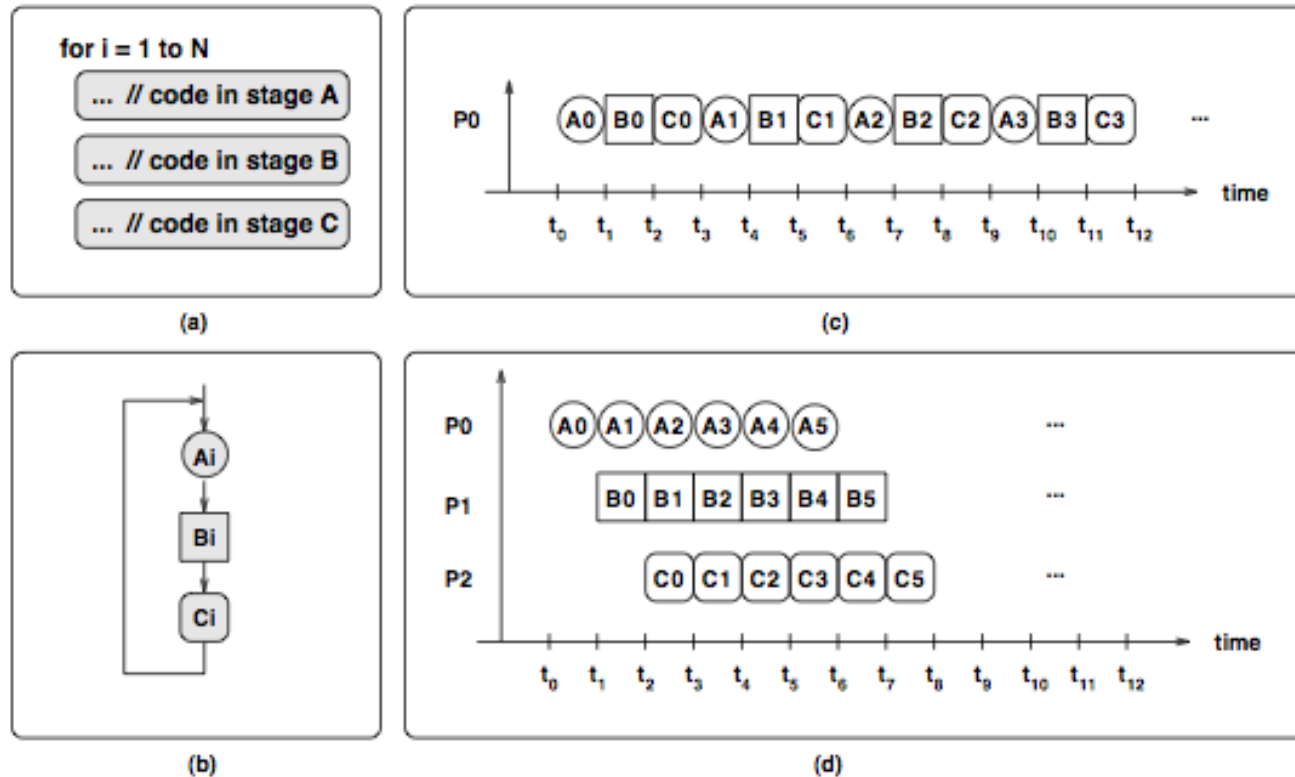 for i = 1 to N
... // code in stage A
... // code in stage B
... // code in stage C
(a)
P0 A0 B0 C0 A1 B1 C1 A2 B2 C2 A3 B3 C3 ...
time
t0 t1 t2 t3 t4 t5 t6 t7 t8 t9 t10 t11 t12
(c)
Ai
Bi
Ci
(b)
P0 A0 A1 A2 A3 A4 A5 ...
P1 B0 B1 B2 B3 B4 B5 ...
P2 C0 C1 C2 C3 C4 C5 ...
time
t0 t1 t2 t3 t4 t5 t6 t7 t8 t9 t10 t11 t12
(d)